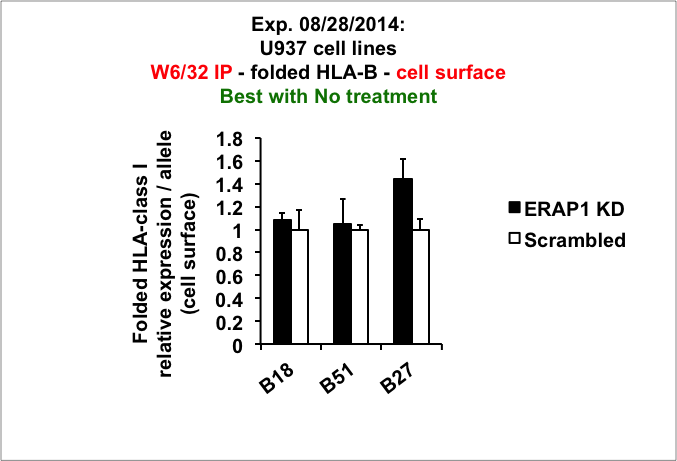 Exp. 08/28/2014:
U937 cell lines
W6/32 IP - folded HLA-B - cell surface
Best with No treatment
Folded HLA-class I
relative expression / allele
(cell surface)
1.8
1.6
1.4
1.2
1
0.8
0.6
0.4
0.2
0
B18
B51
B27
ERAP1 KD
Scrambled